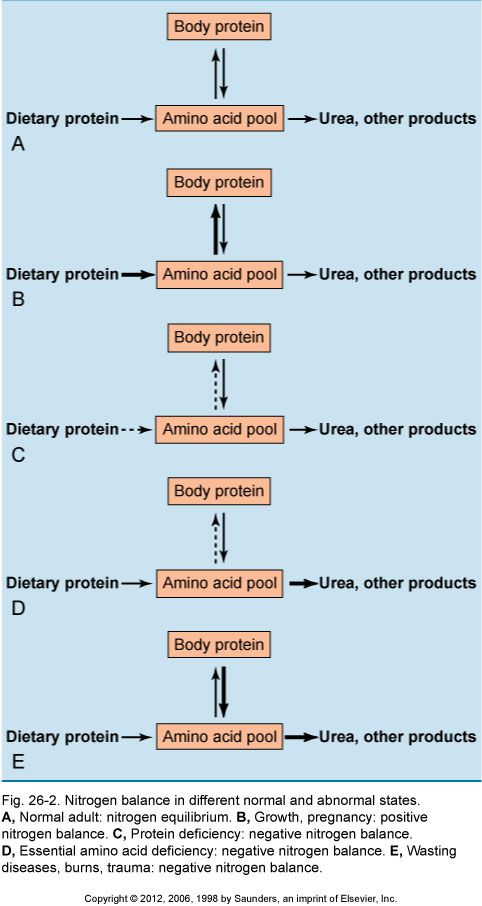 Body protein
Dietary protein Amino acid pool Urea, other products
A
Body protein
Dietary protein Amino acid pool Urea, other products
B
Body protein
Dietary protein Amino acid pool Urea, other products
C
Body protein
Dietary protein Amino acid pool Urea, other products
D
Body protein
Dietary protein Amino acid pool Urea, other products
E
Fig. 26-2. Nitrogen balance in different normal and abnormal states.
A, Normal adult: nitrogen equilibrium. B, Growth, pregnancy: positive
nitrogen balance. C, Protein deficiency: negative nitrogen balance.
D, Essential amino acid deficiency: negative nitrogen balance. E, Wasting
diseases, burns, trauma: negative nitrogen balance.
Copyright © 2012, 2006, 1998 by Saunders, an imprint of Elsevier, Inc.